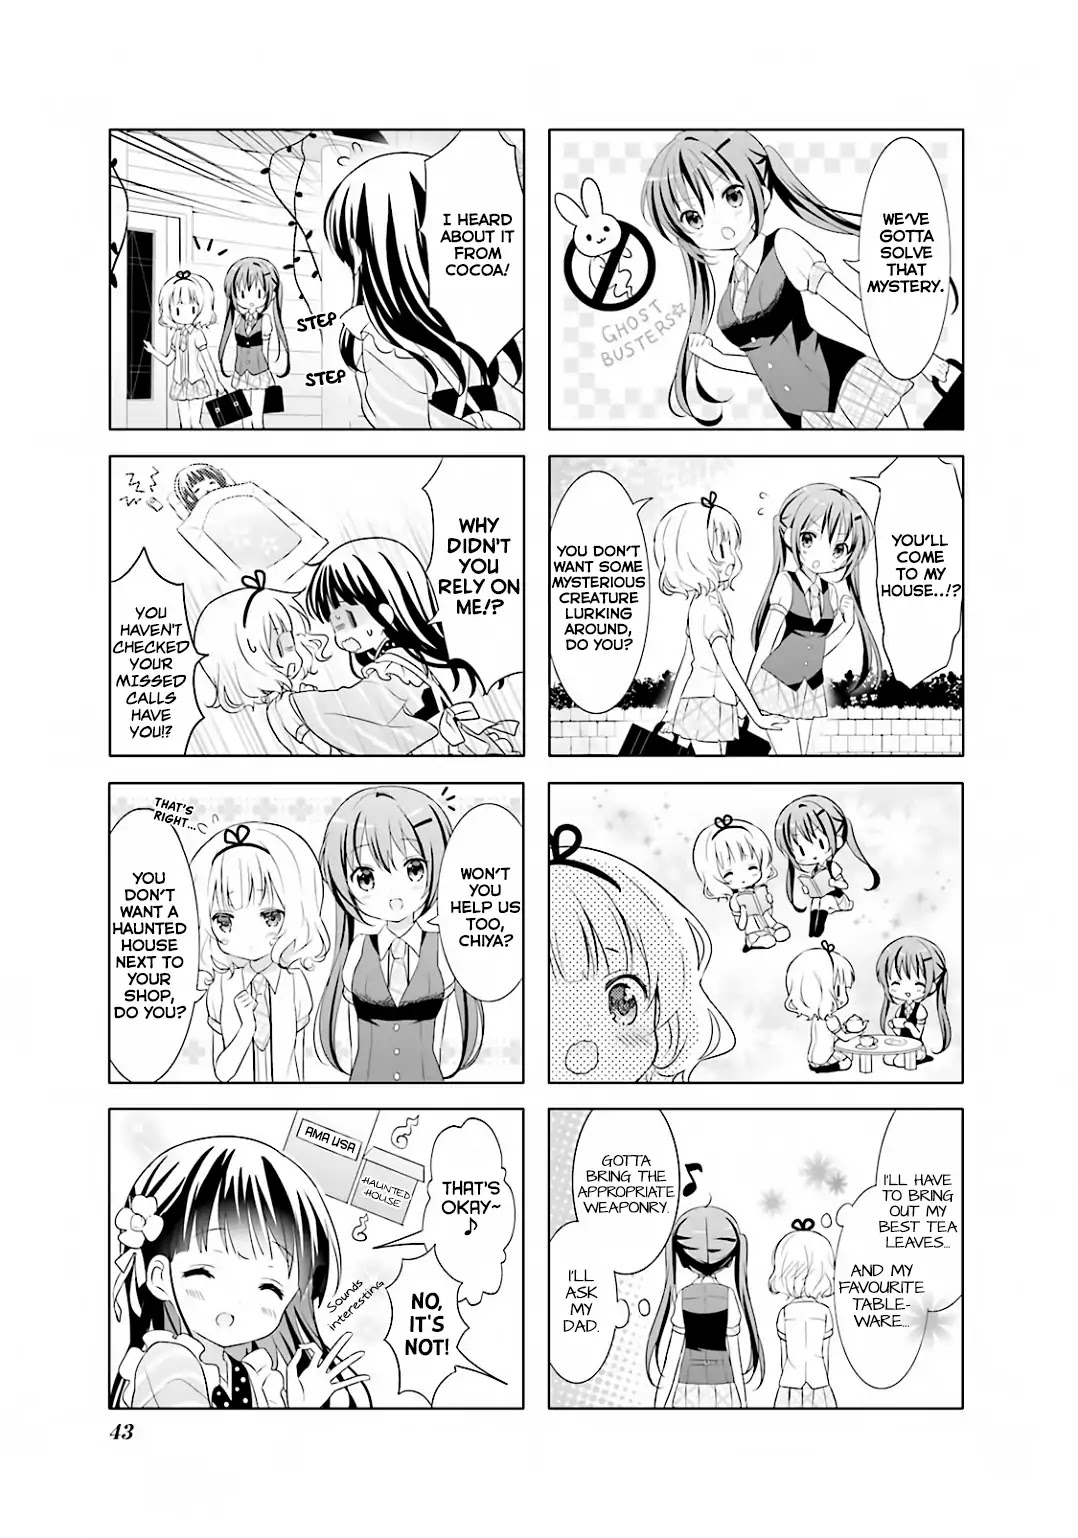 WE'VE
GOTTA
SOLVE
THAT
MYSTERY.
GHOST
BUSTERS☆
YOU'LL
COME
TO MY
HOUSE..!?
YOU DON'T
WANT SOME
MYSTERIOUS
CREATURE
LURKING
AROUND,
DO YOU?
I'LL HAVE
TO BRING
OUT MY
BEST TEA
LEAVES...
AND MY
FAVOURITE
TABLE-
WARE...
GOTTA
BRING THE
APPROPRIATE
WEAPONRY.
I'LL
ASK
MY
DAD.
I HEARD
ABOUT IT
FROM
COCOA!
STEP
STEP
WHY
DIDN'T
YOU
RELY ON
ME!?
YOU
HAVEN'T
CHECKED
YOUR
MISSED
CALLS
HAVE
YOU!?
WON'T
YOU
HELP US
TOO,
CHIYA?
THAT'S
RIGHT...
YOU
DON'T
WANT A
HAUNTED
HOUSE
NEXT TO
YOUR
SHOP,
DO YOU?
THAT'S
OKAY~
♪
AMA USA
HAUNTED
HOUSE
Sounds
interesting
NO,
IT'S
NOT!
43